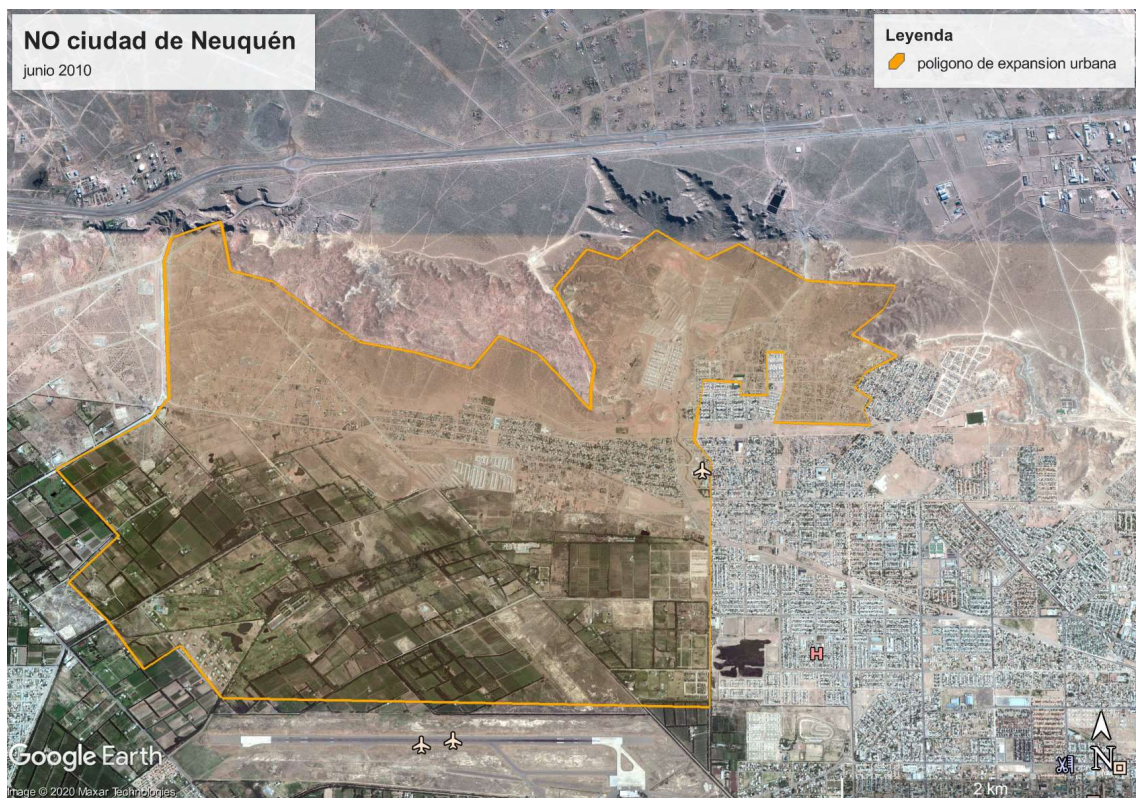 NO ciudad de Neuquén
junio 2010
Leyenda
poligono de expansion urbana
H
Google Earth
Image © 2020 Maxar Technologies
N
2 km